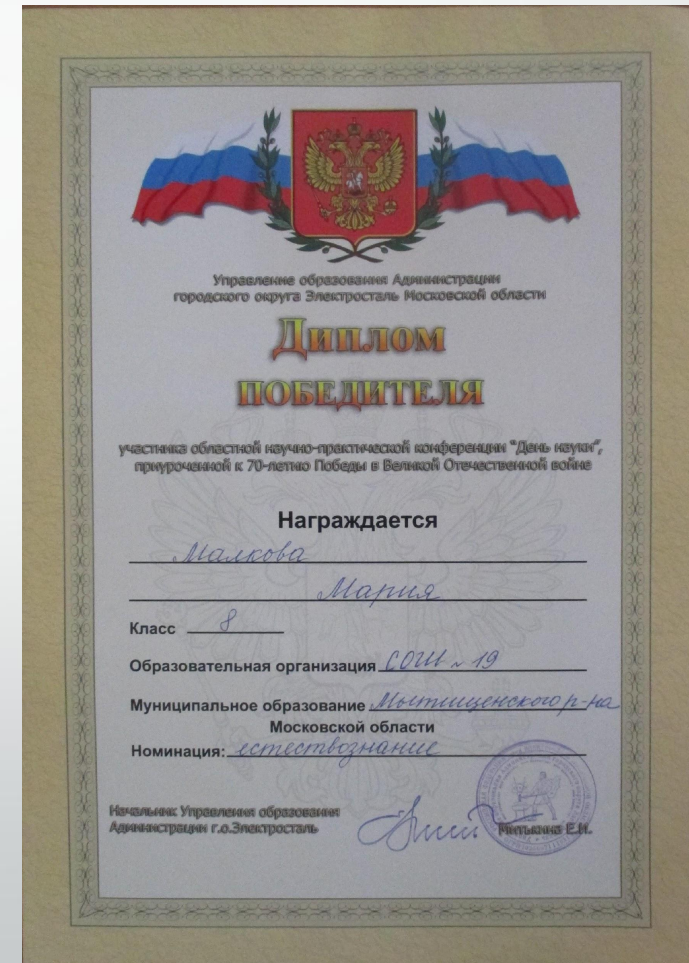 Управление образования Администрации
городского округа Электросталь Московской области
Диплом
ПОБЕДИТЕЛЯ
участника областной научно-практической конференции "День науки",
приуроченной к 70-летию Победы в Великой Отечественной войне
Награждается
Малкова
Мария
Класс 8
Образовательная организация СОШ № 19
Муниципальное образование Мытищенского р-на
Московской области
Номинация: естествознание
Начальник Управления образования
Администрации г.о.Электросталь Митькина Е.И.